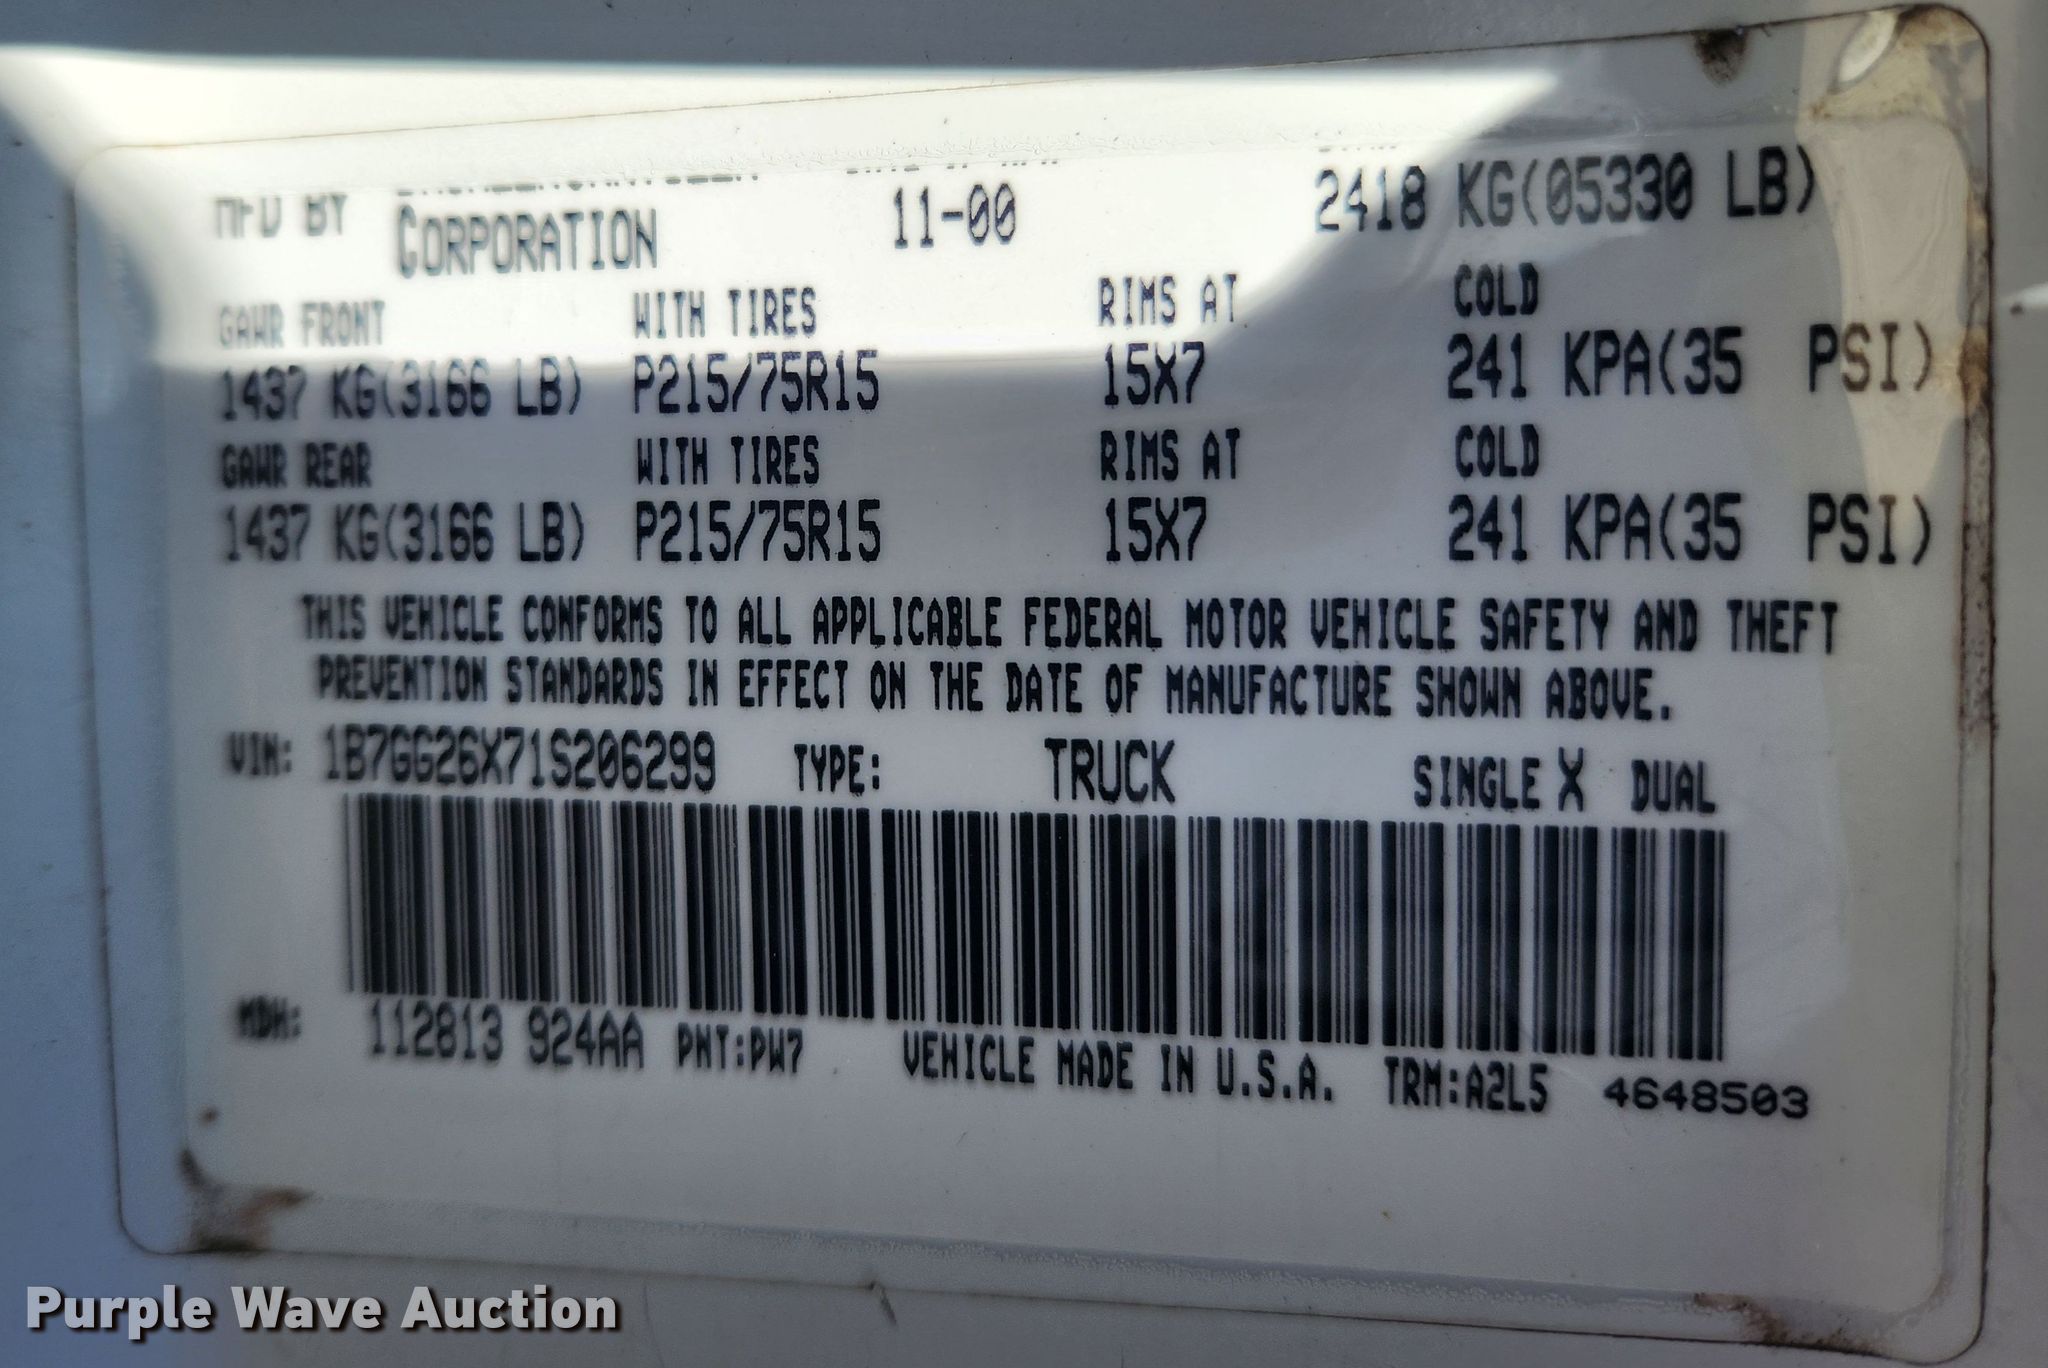 MFD BY
CORPORATION 11-00 2418 KG(05330 LB)
GAWR FRONT WITH TIRES RIMS AT COLD
1437 KG(3166 LB) P215/75R15 15X7 241 KPA(35 PSI)
GAWR REAR WITH TIRES RIMS AT COLD
1437 KG(3166 LB) P215/75R15 15X7 241 KPA(35 PSI)
THIS VEHICLE CONFORMS TO ALL APPLICABLE FEDERAL MOTOR VEHICLE SAFETY AND THEFT
PREVENTION STANDARDS IN EFFECT ON THE DATE OF MANUFACTURE SHOWN ABOVE.
VIN: 1B7GG26X71S206299 TYPE: TRUCK SINGLE X DUAL
MDH: 112813 924AA PNT:PW7 VEHICLE MADE IN U.S.A. TRM:A2L5 4648503
Purple Wave Auction